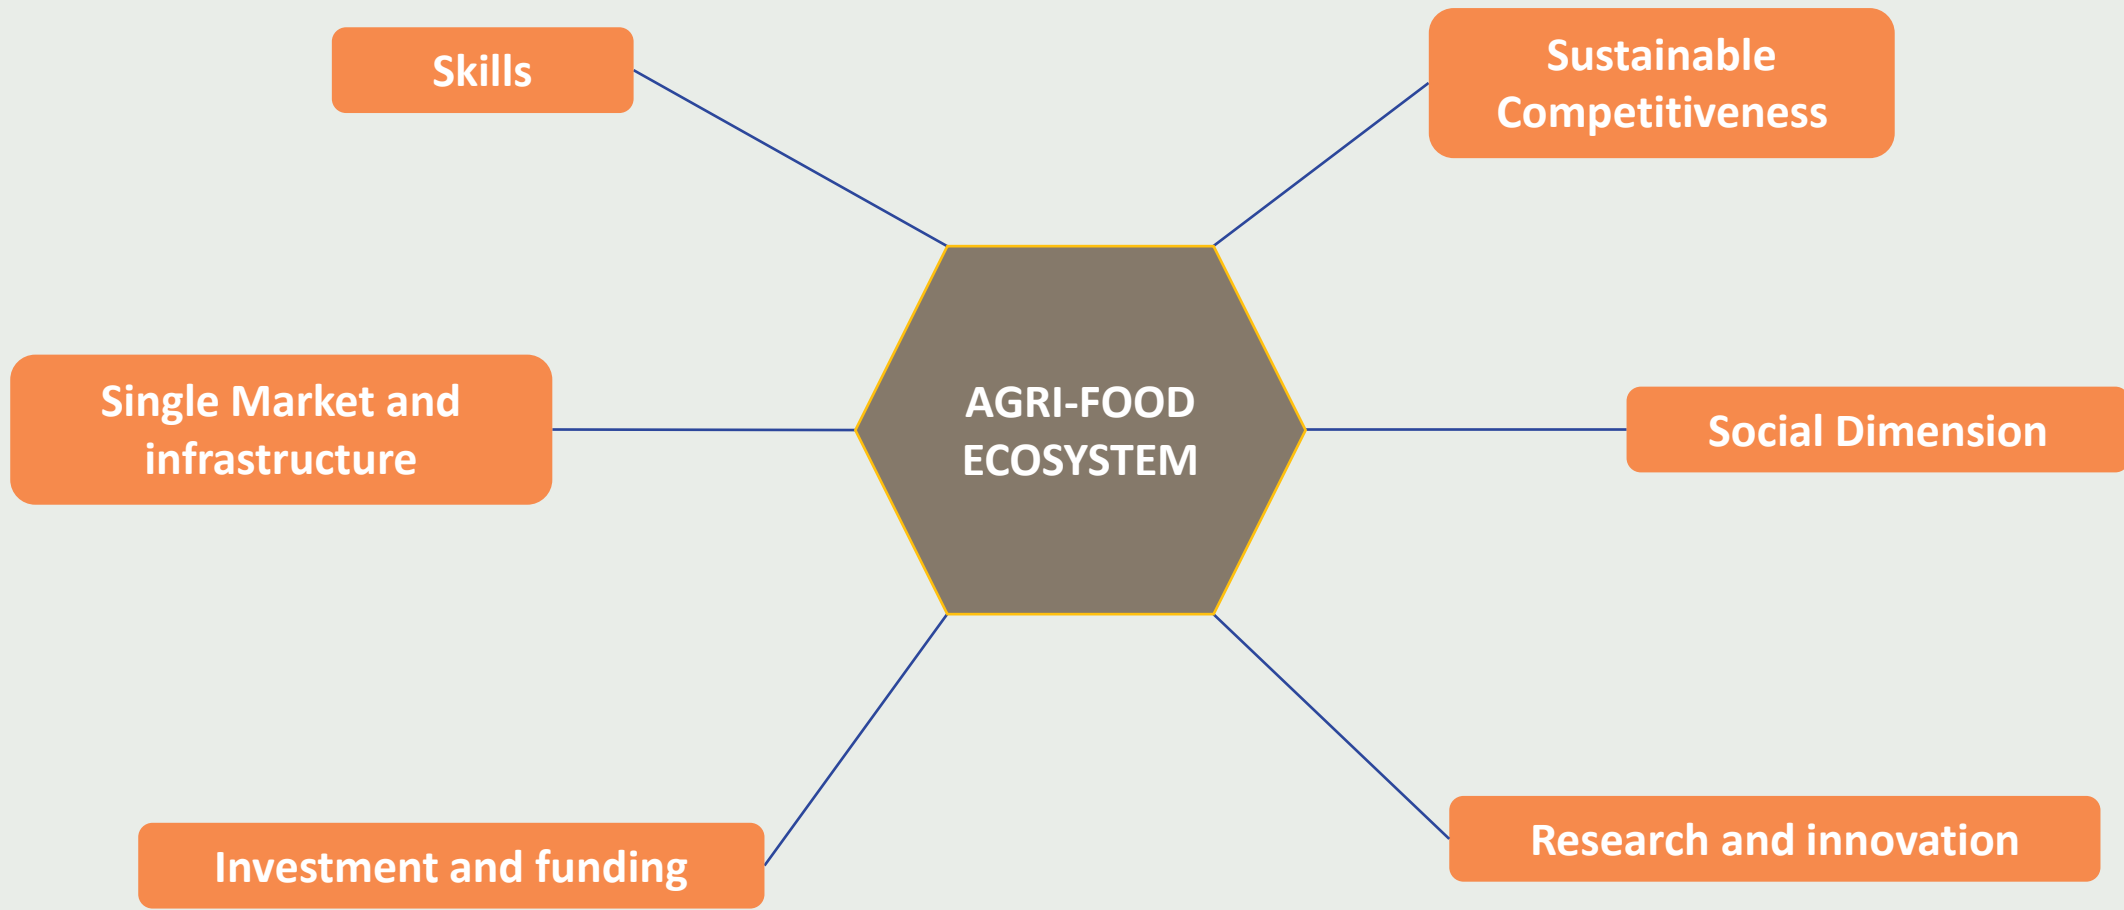 Skills
Sustainable
Competitiveness
Single Market and
infrastructure
AGRI-FOOD
ECOSYSTEM
Social Dimension
Investment and funding
Research and innovation